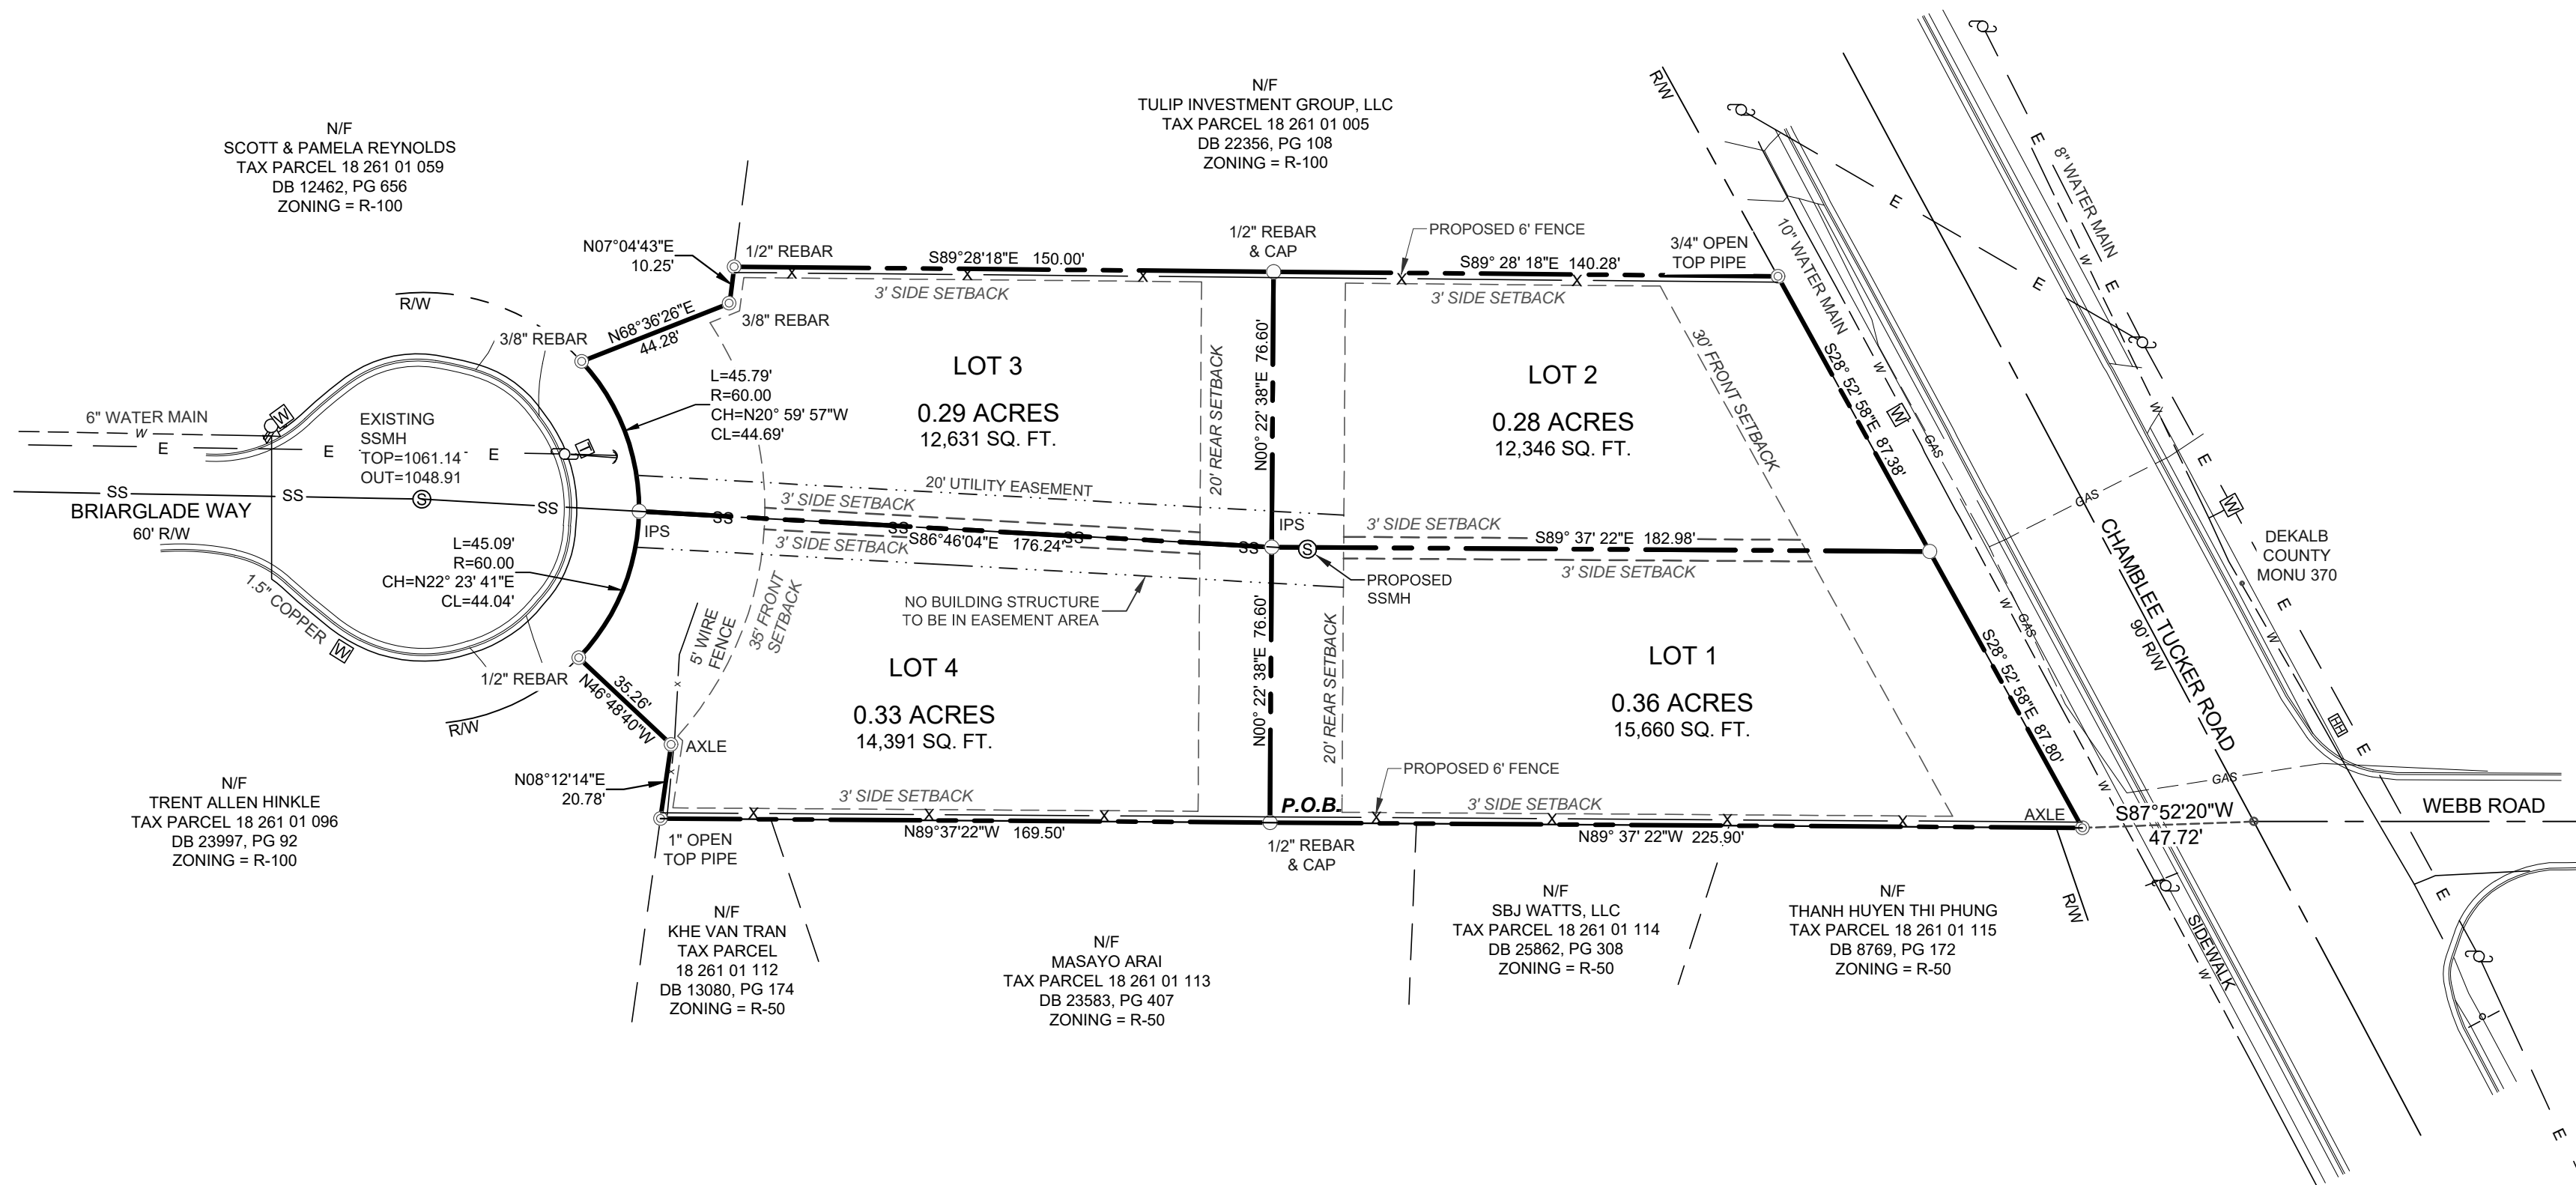 N/F
SCOTT & PAMELA REYNOLDS
TAX PARCEL 18 261 01 059
DB 12462, PG 656
ZONING = R-100
N/F
TULIP INVESTMENT GROUP, LLC
TAX PARCEL 18 261 01 005
DB 22356, PG 108
ZONING = R-100
R/W
8" WATER MAIN
E
E
E
E
W
10" WATER MAIN
N07°04'43"E
10.25'
1/2" REBAR
S89°28'18"E 150.00'
1/2" REBAR
& CAP
PROPOSED 6' FENCE
S89° 28' 18"E 140.28'
3/4" OPEN
TOP PIPE
X
X
X
X
X
3' SIDE SETBACK
3' SIDE SETBACK
R/W
3/8" REBAR
N68°36'26"E
44.28'
3/8" REBAR
L=45.79'
R=60.00
CH=N20° 59' 57"W
CL=44.69'
LOT 3
0.29 ACRES
12,631 SQ. FT.
20' REAR SETBACK
N00° 22' 38"E 76.60'
LOT 2
0.28 ACRES
12,346 SQ. FT.
30' FRONT SETBACK
S28° 52' 58"E 87.38'
W
W
GAS
W
E
W
6" WATER MAIN
W
W
E
E
E
T
EXISTING
SSMH
TOP=1061.14
OUT=1048.91
S
SS
SS
SS
BRIARGLADE WAY
60' R/W
20' UTILITY EASEMENT
3' SIDE SETBACK
SS
SS
SS
SS
S86°46'04"E 176.24'
3' SIDE SETBACK
IPS
IPS
S
3' SIDE SETBACK
S89° 37' 22"E 182.98'
3' SIDE SETBACK
PROPOSED
SSMH
GAS
W
DEKALB
COUNTY
MONU 370
CHAMBLEE TUCKER ROAD
90' R/W
L=45.09'
R=60.00
CH=N22° 23' 41"E
CL=44.04'
1.5" COPPER
W
1/2" REBAR
R/W
5' WIRE
FENCE
x
35' FRONT
SETBACK
NO BUILDING STRUCTURE
TO BE IN EASEMENT AREA
N00° 22' 38"E 76.60'
20' REAR SETBACK
LOT 4
0.33 ACRES
14,391 SQ. FT.
LOT 1
0.36 ACRES
15,660 SQ. FT.
S28° 52' 58"E 87.80'
W
GAS
W
E
W
HH
E
35.26'
N46°48'40"W
AXLE
x
N08°12'14"E
20.78'
3' SIDE SETBACK
X
X
X
N89°37'22"W 169.50'
1" OPEN
TOP PIPE
P.O.B.
1/2" REBAR
& CAP
PROPOSED 6' FENCE
3' SIDE SETBACK
X
X
X
X
N89° 37' 22"W 225.90'
AXLE
GAS
S87°52'20"W
47.72'
WEBB ROAD
R/W
SIDEWALK
W
E
E
N/F
TRENT ALLEN HINKLE
TAX PARCEL 18 261 01 096
DB 23997, PG 92
ZONING = R-100
N/F
KHE VAN TRAN
TAX PARCEL
18 261 01 112
DB 13080, PG 174
ZONING = R-50
N/F
MASAYO ARAI
TAX PARCEL 18 261 01 113
DB 23583, PG 407
ZONING = R-50
N/F
SBJ WATTS, LLC
TAX PARCEL 18 261 01 114
DB 25862, PG 308
ZONING = R-50
N/F
THANH HUYEN THI PHUNG
TAX PARCEL 18 261 01 115
DB 8769, PG 172
ZONING = R-50